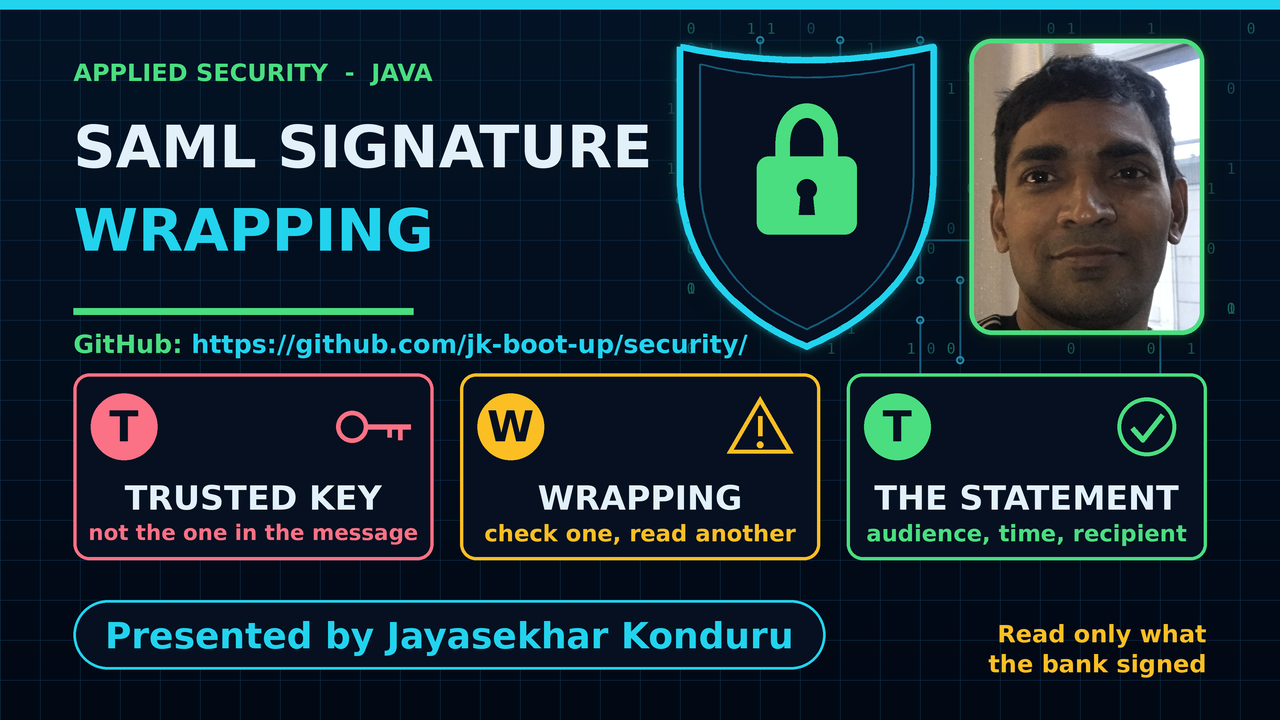 APPLIED SECURITY - JAVA
SAML SIGNATURE
WRAPPING
GitHub: https://github.com/jk-boot-up/security/
T
TRUSTED KEY
not the one in the message
W
WRAPPING
check one, read another
T
THE STATEMENT
audience, time, recipient
Presented by Jayasekhar Konduru
Read only what
the bank signed